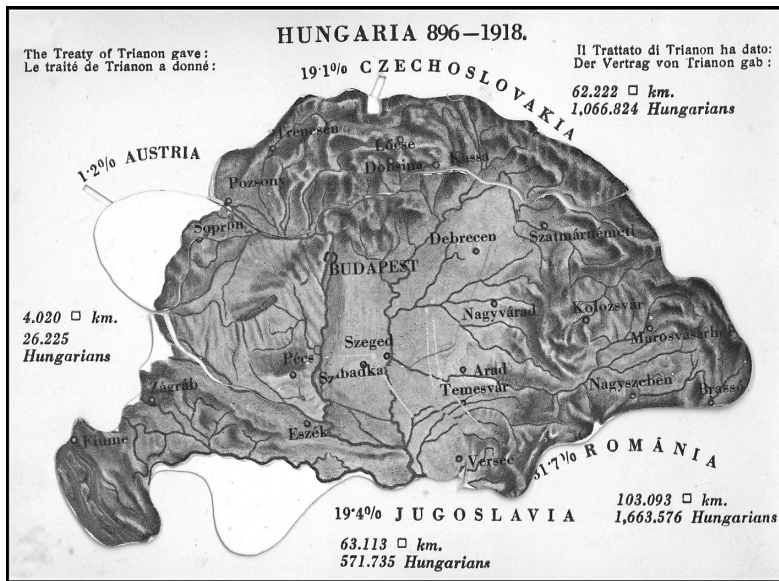 HUNGARIA 896—1918.
The Treaty of Trianon gave:
Le traité de Trianon a donné:
Il Trattato di Trianon ha dato:
Der Vertrag von Trianon gab:
19·1% CZECHOSLOVAKIA
62.222 □ km.
1,066.824 Hungarians
1·2% AUSTRIA
Trencsén
Lőcse
Dobsina
Kassa
Pozsony
Sopron
Debrecen
Szatmárnémeti
BUDAPEST
4.020 □ km.
26.225
Hungarians
Nagyvárad
Kolozsvár
Marosvásárhely
Szeged
Pécs
Szabadka
Arad
Temesvár
Nagyszeben
Brassó
Zágráb
Eszék
Fiume
Versec
31·7% ROMÁNIA
103.093 □ km.
1,663.576 Hungarians
19·4% JUGOSLAVIA
63.113 □ km.
571.735 Hungarians